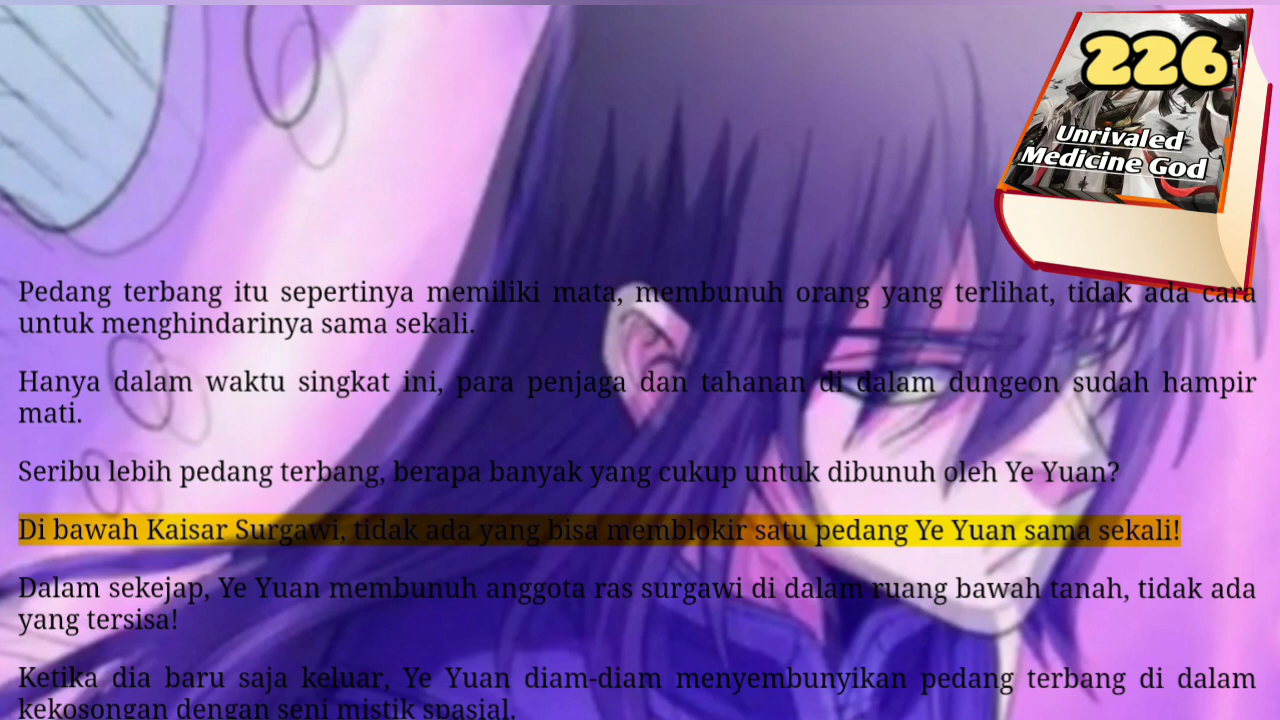 226
Unrivaled
Medicine God
Pedang terbang itu sepertinya memiliki mata, membunuh orang yang terlihat, tidak ada cara
untuk menghindarinya sama sekali.
Hanya dalam waktu singkat ini, para penjaga dan tahanan di dalam dungeon sudah hampir
mati.
Seribu lebih pedang terbang, berapa banyak yang cukup untuk dibunuh oleh Ye Yuan?
Di bawah Kaisar Surgawi, tidak ada yang bisa memblokir satu pedang Ye Yuan sama sekali!
Dalam sekejap, Ye Yuan membunuh anggota ras surgawi di dalam ruang bawah tanah, tidak ada
yang tersisa!
Ketika dia baru saja keluar, Ye Yuan diam-diam menyembunyikan pedang terbang di dalam
kekosongan dengan seni mistik spasial.